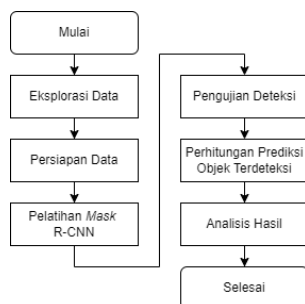 Mulai
Eksplorasi Data
Persiapan Data
Pelatihan Mask
R-CNN
Pengujian Deteksi
Perhitungan Prediksi
Objek Terdeteksi
Analisis Hasil
Selesai